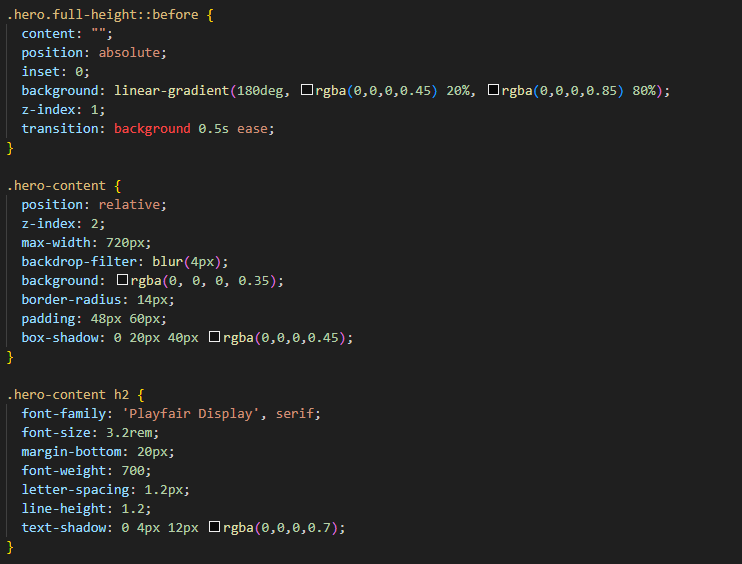 .hero.full-height::before {
  content: "";
  position: absolute;
  inset: 0;
  background: linear-gradient(180deg, rgba(0,0,0,0.45) 20%, rgba(0,0,0,0.85) 80%);
  z-index: 1;
  transition: background 0.5s ease;
}

.hero-content {
  position: relative;
  z-index: 2;
  max-width: 720px;
  backdrop-filter: blur(4px);
  background: rgba(0, 0, 0, 0.35);
  border-radius: 14px;
  padding: 48px 60px;
  box-shadow: 0 20px 40px rgba(0,0,0,0.45);
}

.hero-content h2 {
  font-family: 'Playfair Display', serif;
  font-size: 3.2rem;
  margin-bottom: 20px;
  font-weight: 700;
  letter-spacing: 1.2px;
  line-height: 1.2;
  text-shadow: 0 4px 12px rgba(0,0,0,0.7);
}